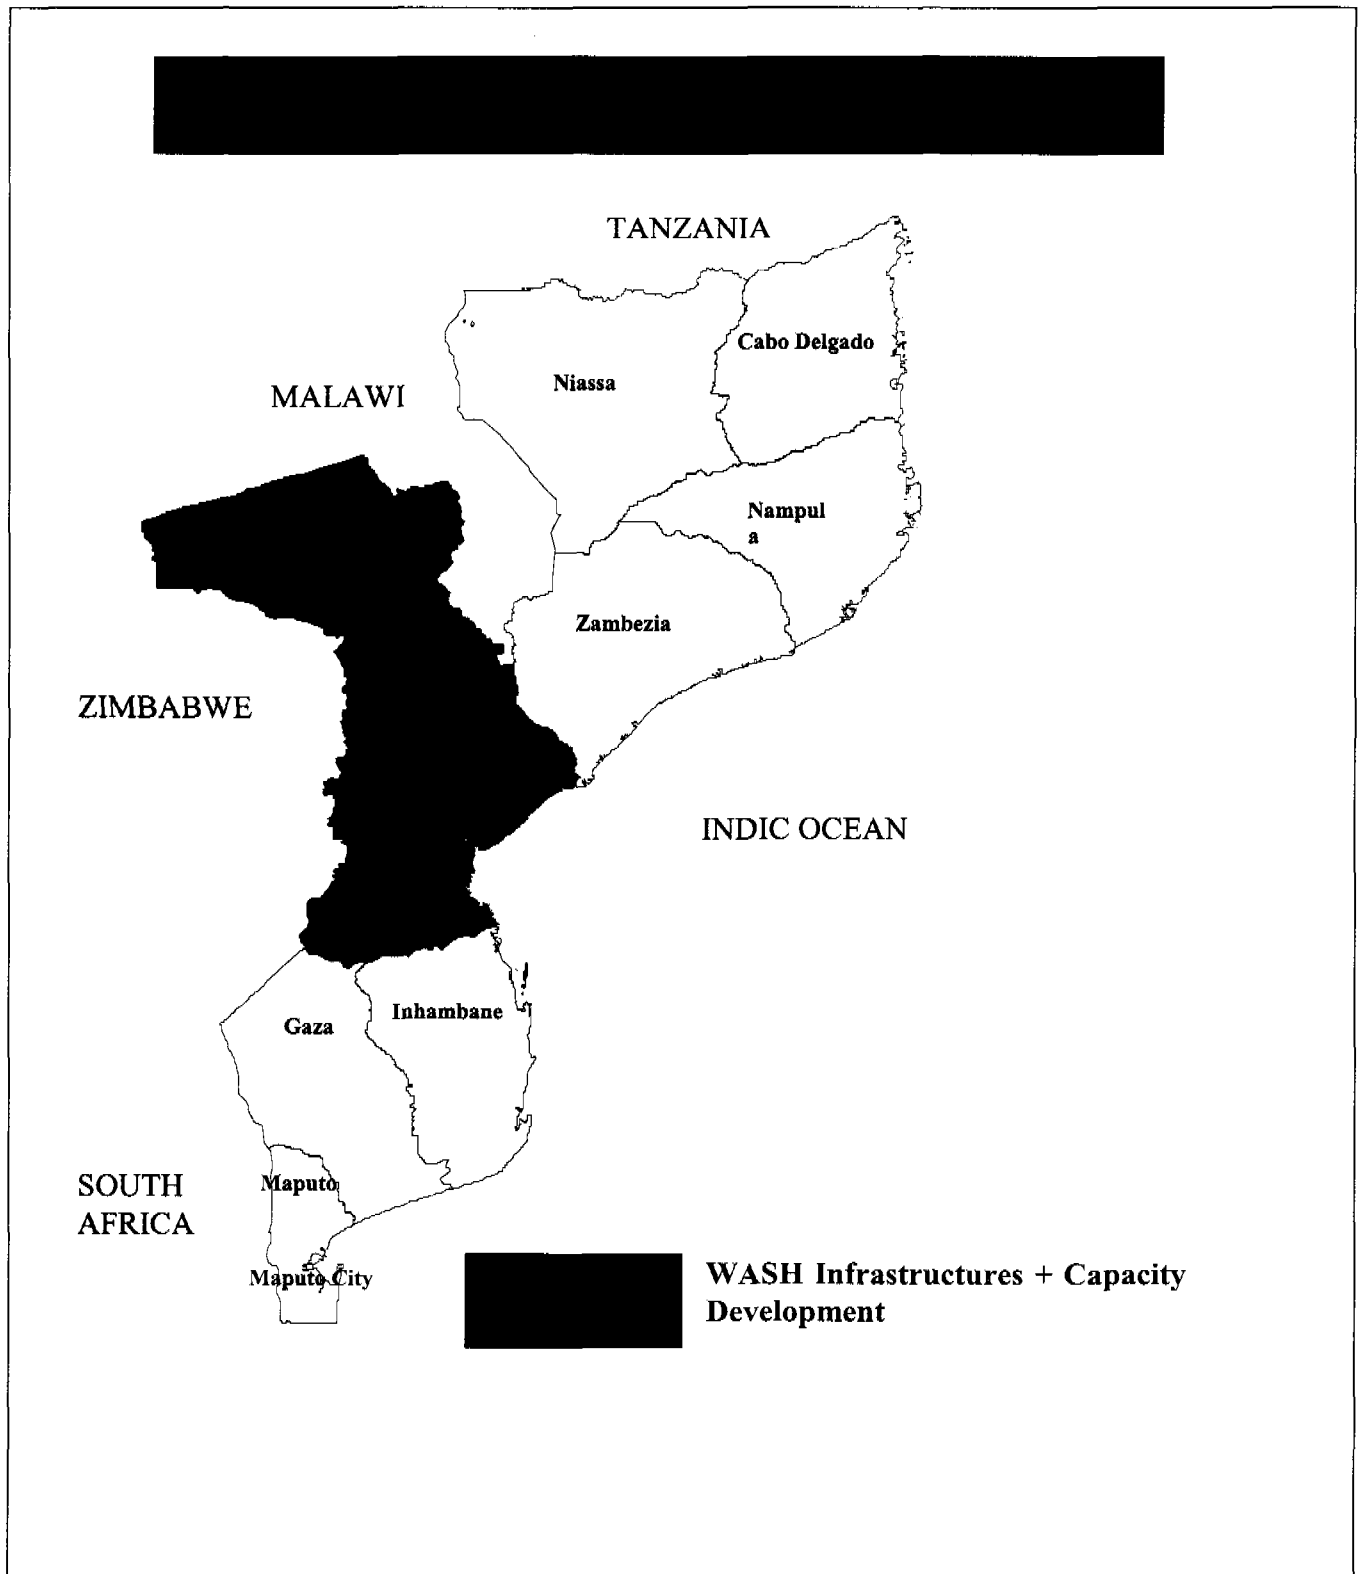 TANZANIA
Cabo Delgado
Niassa
MALAWI
Nampul
a
Zambezia
ZIMBABWE
INDIC OCEAN
Inhambane
Gaza
SOUTH
AFRICA
Maputo
Maputo City
WASH Infrastructures + Capacity
Development